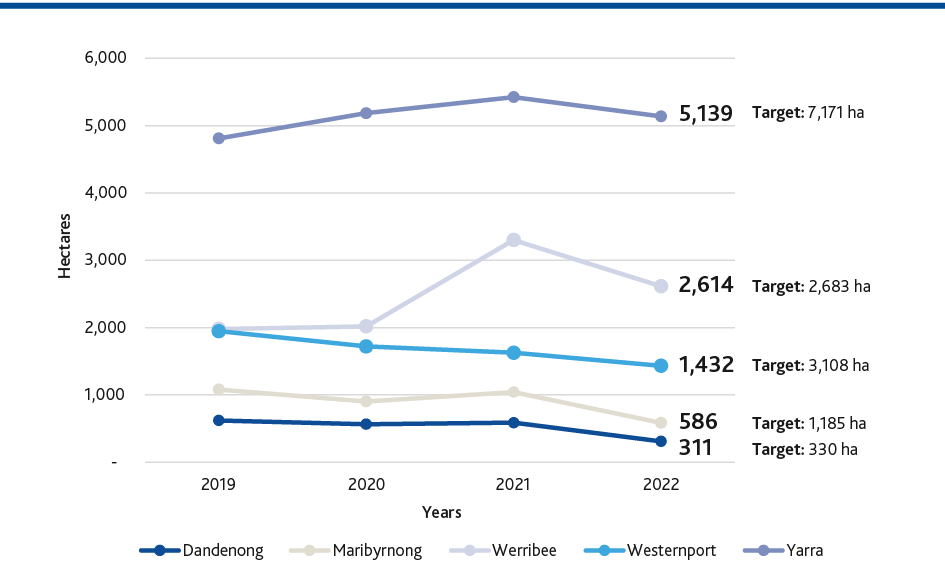 6,000
5,139 Target: 7,171 ha
5,000
4,000
3,000
2,614 Target: 2,683 ha
2,000
1,432 Target: 3,108 ha
1,000
586 Target: 1,185 ha
311 Target: 330 ha
-
Hectares
2019 2020 2021 2022
Years
Dandenong Maribyrnong Werribee Westernport Yarra